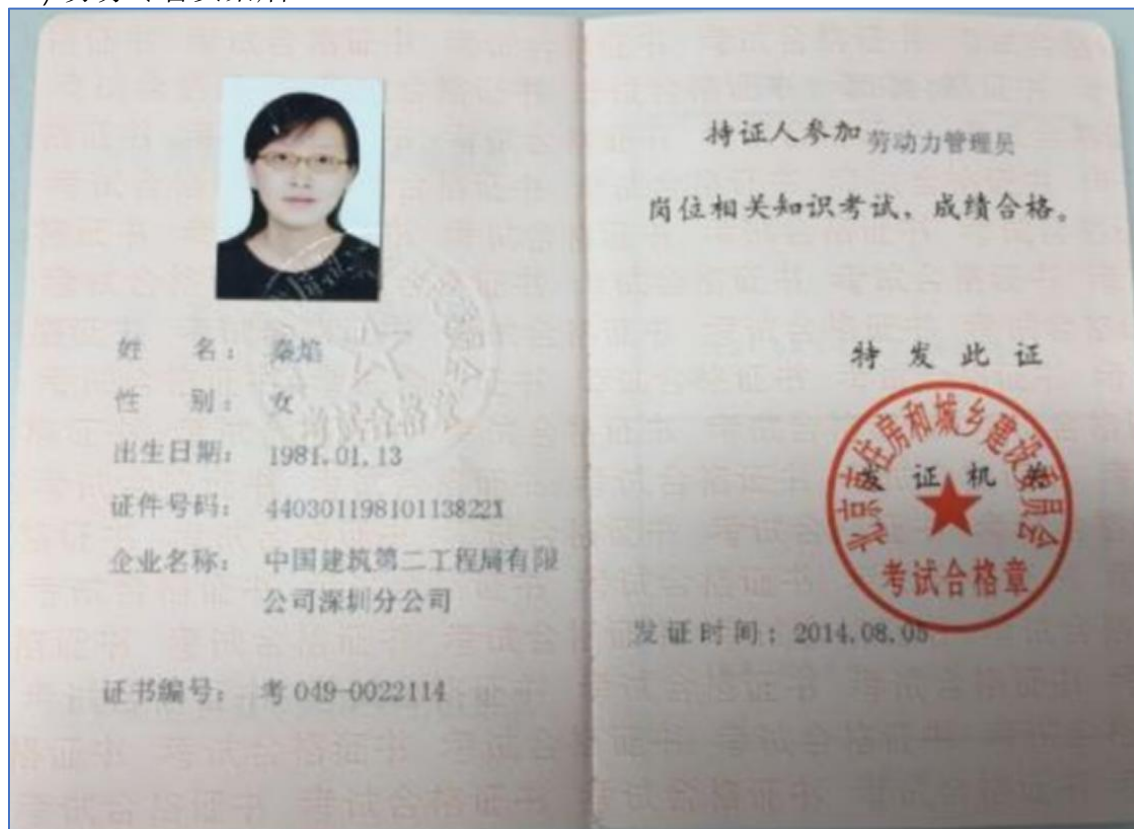 持证人参加 劳动力管理员
岗位相关知识考试，成绩合格。
姓 名： 秦焰
性 别： 女
出生日期： 1981.01.13
证件号码： 44030119810113822X
企业名称： 中国建筑第二工程局有限
公司深圳分公司
证书编号： 考 049-0022114
特 发 此 证
北京市住房和城乡建设委员会
发 证 机 关
考试合格章
发 证 时 间： 2014.08.05